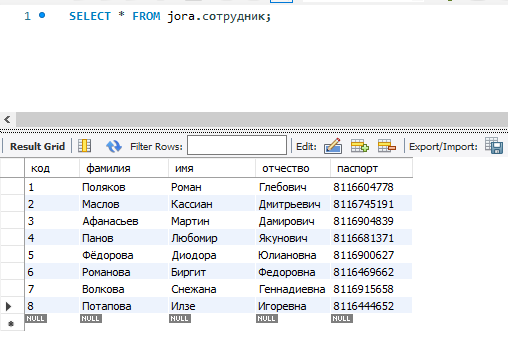 1 SELECT * FROM jora.сотрудник;
Result Grid Filter Rows: Edit: Export/Import:
код фамилия имя отчество паспорт
1 Поляков Роман Глебович 8116604778
2 Маслов Кассиан Дмитрьевич 8116745191
3 Афанасьев Мартин Дамирович 8116904839
4 Панов Любомир Якунович 8116681371
5 Фёдорова Диодора Юлиановна 8116900627
6 Романова Биргит Федоровна 8116469662
7 Волкова Снежана Геннадиевна 8116915658
8 Потапова Илзе Игоревна 8116444652
NULL NULL NULL NULL NULL